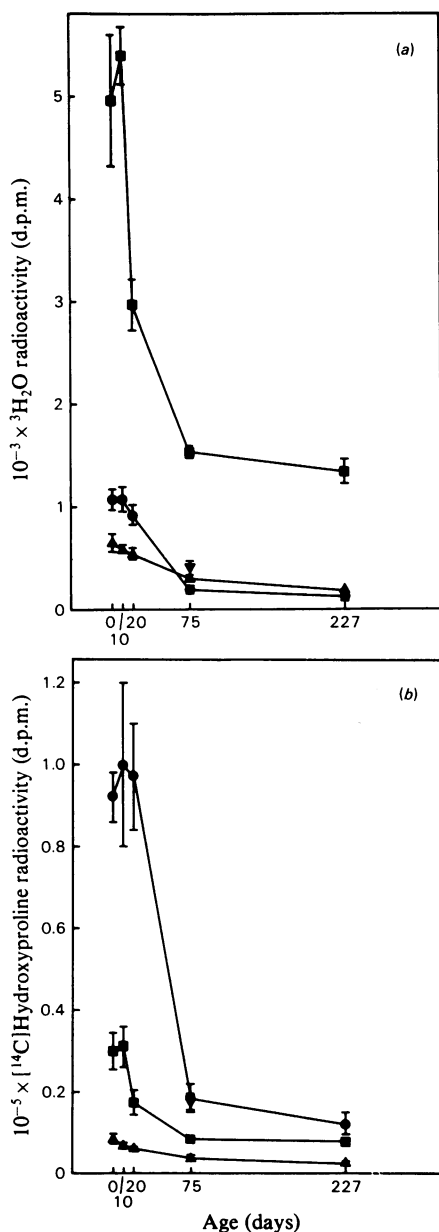 (a)
5
4
3
2
1
0
10⁻³ × ³H₂O radioactivity (d.p.m.)
0/20 75 227
10
(b)
1.2
1.0
0.8
0.6
0.4
0.2
0
10⁻⁵ × [¹⁴C]Hydroxyproline radioactivity (d.p.m.)
0/20 75 227
10
Age (days)